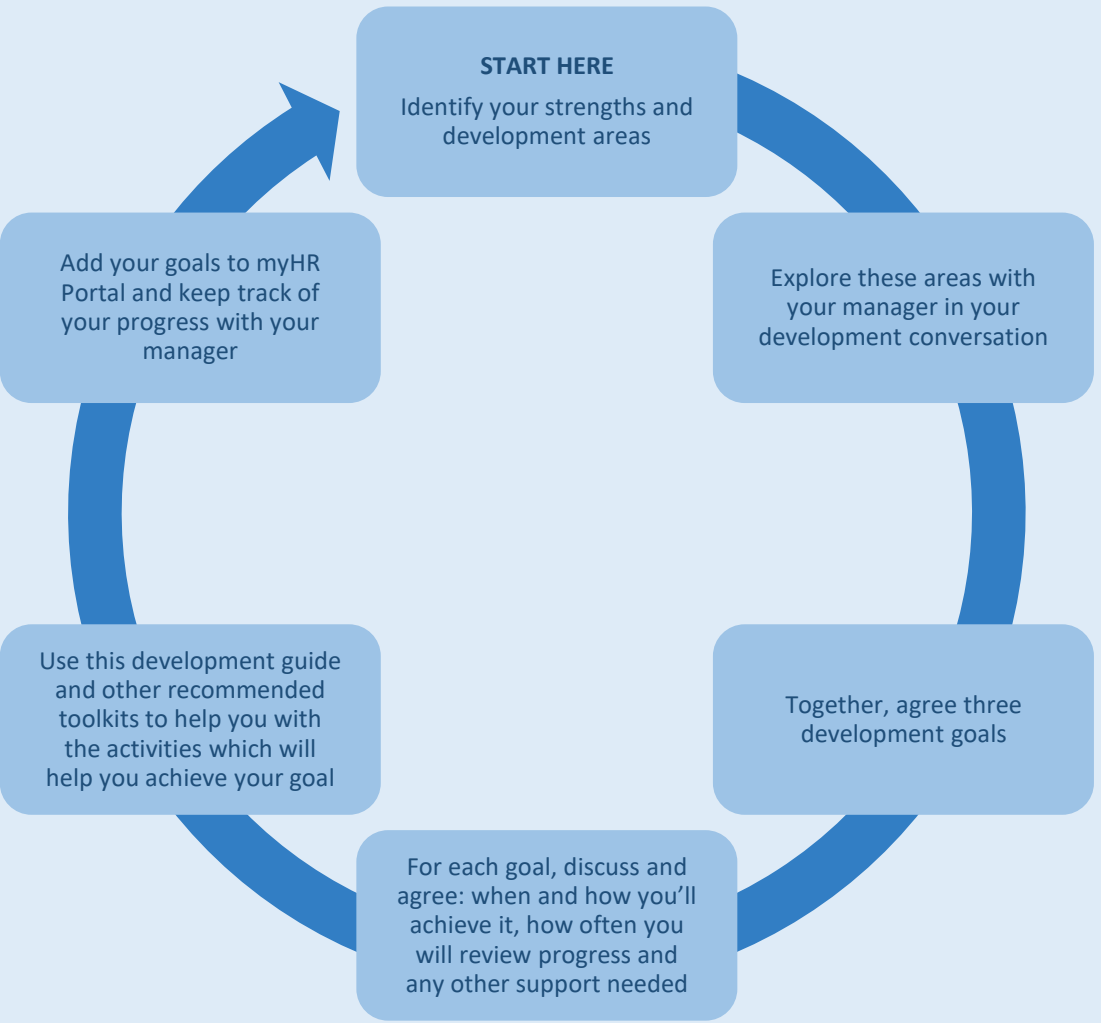 START HERE
Identify your strengths and
development areas
Explore these areas with
your manager in your
development conversation
Together, agree three
development goals
For each goal, discuss and
agree: when and how you’ll
achieve it, how often you
will review progress and
any other support needed
Use this development guide
and other recommended
toolkits to help you with
the activities which will
help you achieve your goal
Add your goals to myHR
Portal and keep track of
your progress with your
manager